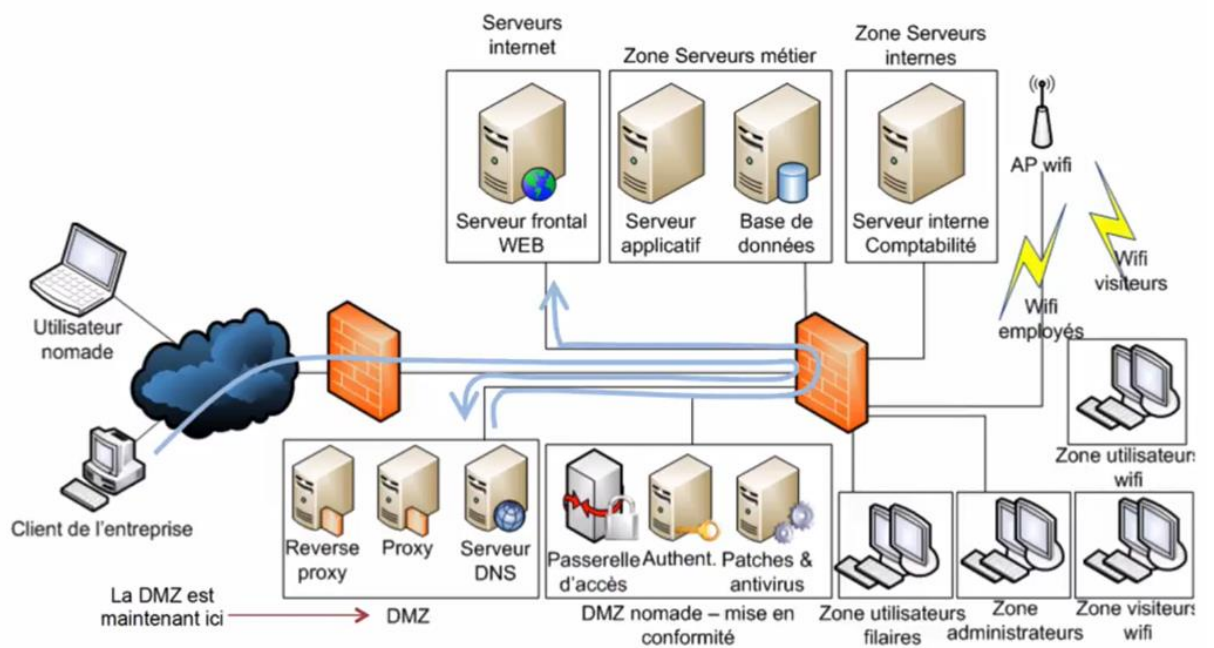 Serveurs
internet
Zone Serveurs métier
Zone Serveurs
internes
Serveur frontal
WEB
Serveur
applicatif
Base de
données
Serveur interne
Comptabilité
AP wifi
Wifi
visiteurs
Wifi
employés
Utilisateur
nomade
Client de l'entreprise
Zone utilisateurs
wifi
Reverse
proxy
Proxy
Serveur
DNS
Passerelle
d'accès
Authent.
Patches &
antivirus
La DMZ est
maintenant ici
DMZ
DMZ nomade – mise en
conformité
Zone utilisateurs
filaires
Zone
administrateurs
Zone visiteurs
wifi